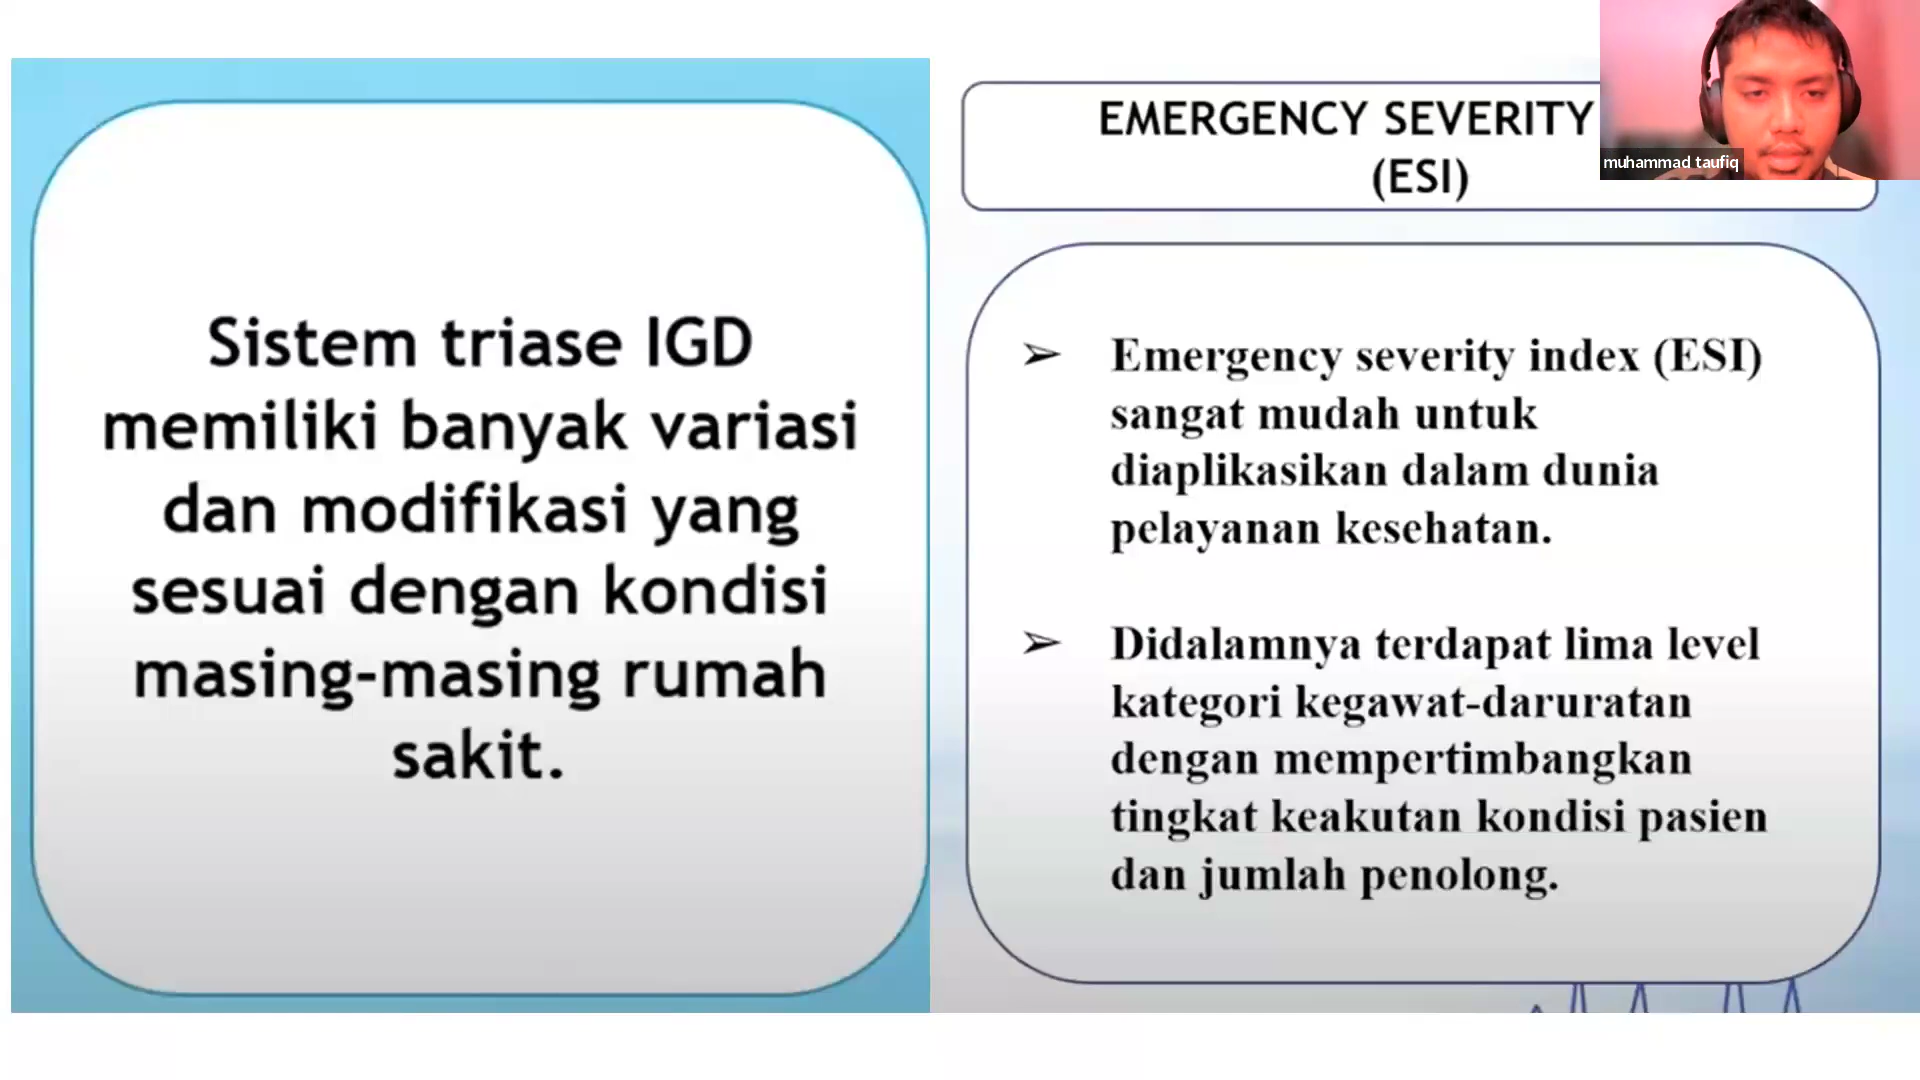 Sistem triase IGD
memiliki banyak variasi
dan modifikasi yang
sesuai dengan kondisi
masing-masing rumah
sakit.
EMERGENCY SEVERITY
(ESI)
muhammad taufiq
➢ Emergency severity index (ESI)
sangat mudah untuk
diaplikasikan dalam dunia
pelayanan kesehatan.
➢ Didalamnya terdapat lima level
kategori kegawat-daruratan
dengan mempertimbangkan
tingkat keakutan kondisi pasien
dan jumlah penolong.